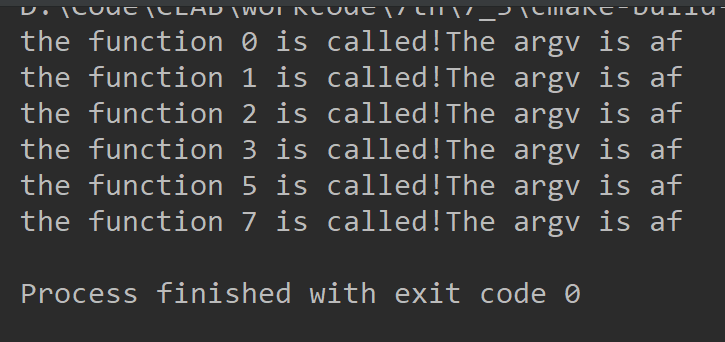 D:\Code\CLAB\workcode\7th\7_5\cmake-build-
the function 0 is called!The argv is af
the function 1 is called!The argv is af
the function 2 is called!The argv is af
the function 3 is called!The argv is af
the function 5 is called!The argv is af
the function 7 is called!The argv is af
Process finished with exit code 0